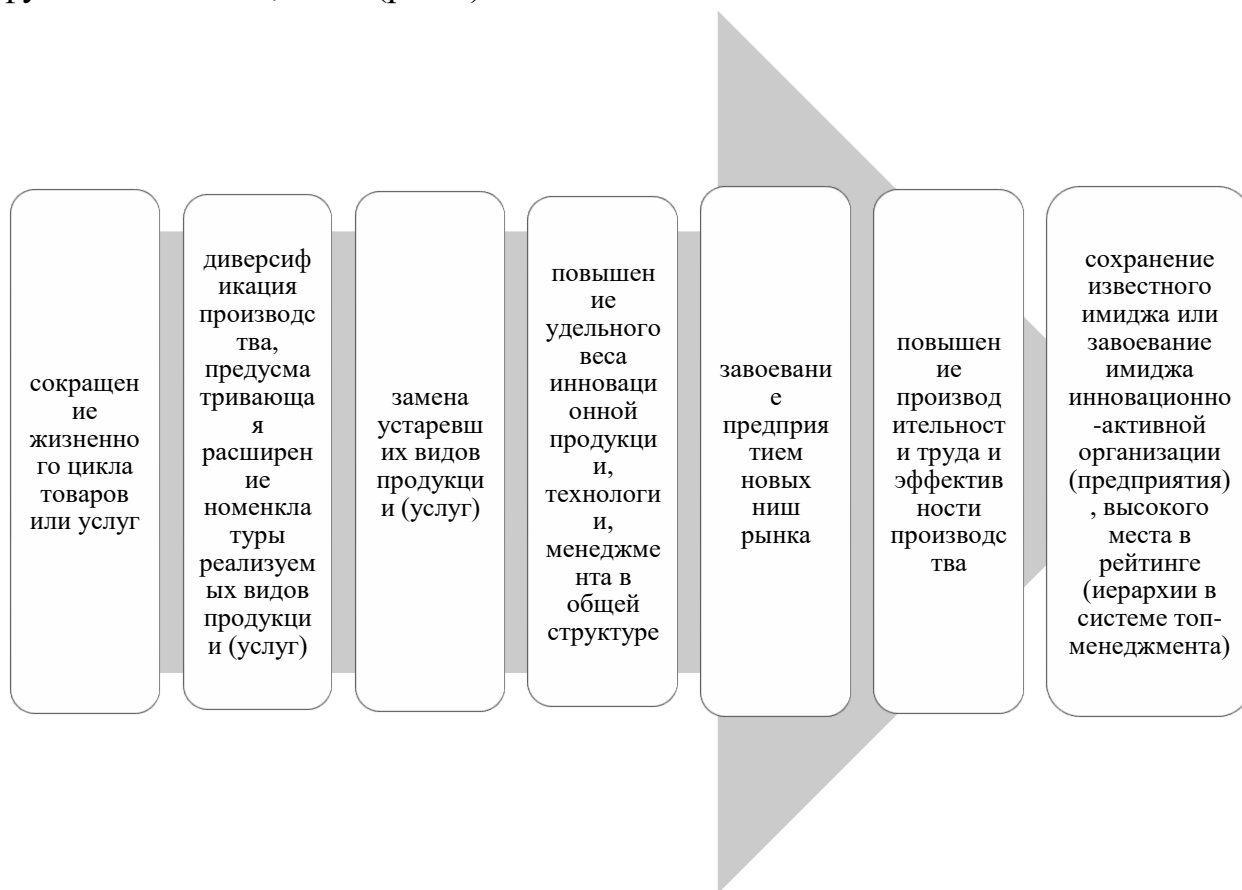 сокращен
ие
жизненно
го цикла
товаров
или услуг
диверсиф
икация
производс
тва,
предусма
тривающа
я
расширен
ие
номенкла
туры
реализуем
ых видов
продукци
и (услуг)
замена
устаревш
их видов
продукци
и (услуг)
повышен
ие
удельного
веса
инноваци
онной
продукци
и,
технологи
и,
менеджме
нта в
общей
структуре
завоевани
е
предприя
тием
новых
ниш
рынка
повышен
ие
производ
ительност
и труда и
эффектив
ности
производс
тва
сохранение
известного
имиджа или
завоевание
имиджа
инновационно
-активной
организации
(предприятия)
, высокого
места в
рейтинге
(иерархии в
системе топ-
менеджмента)